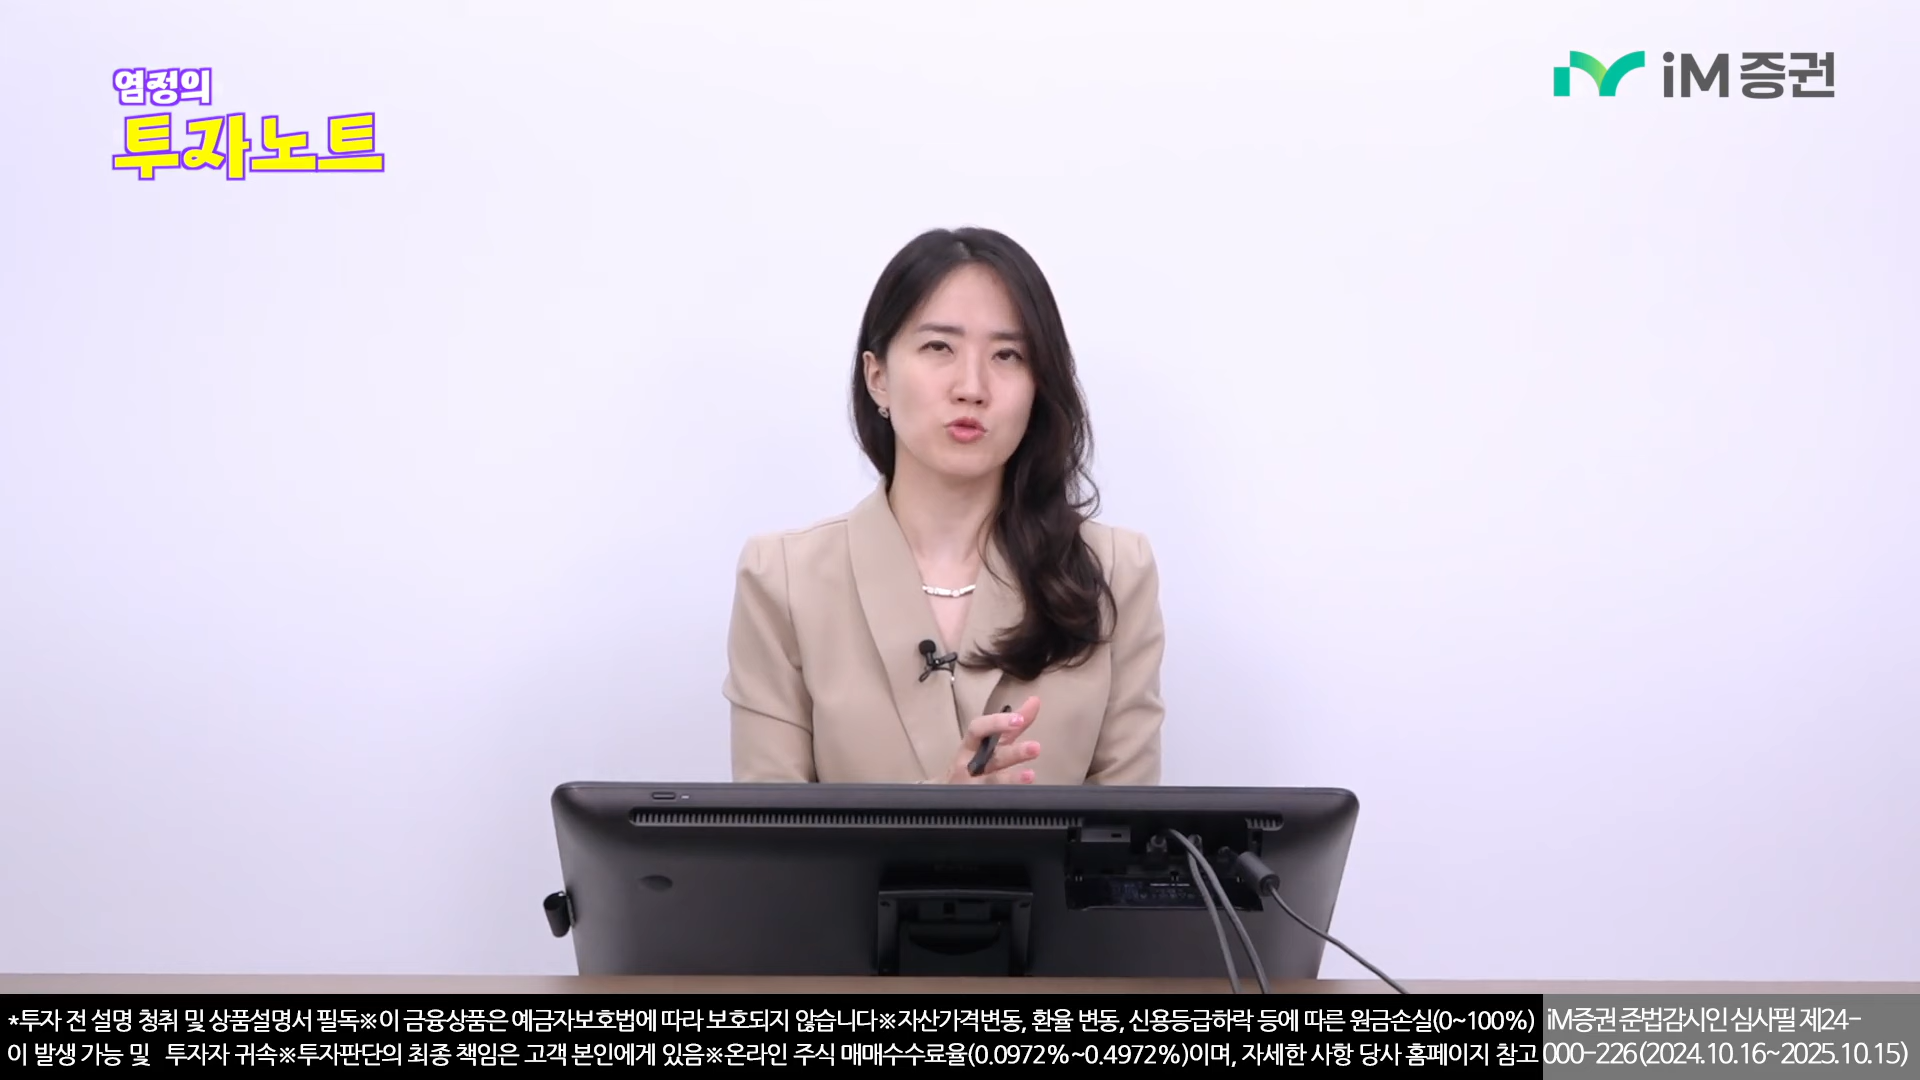 염정의
투자노트
iM증권
*투자 전 설명 청취 및 상품설명서 필독※이 금융상품은 예금자보호법에 따라 보호되지 않습니다※자산가격변동, 환율 변동, 신용등급하락 등에 따른 원금손실(0~100%)
이 발생 가능 및 투자자 귀속※투자판단의 최종 책임은 고객 본인에게 있음※온라인 주식 매매수수료율(0.0972%~0.4972%)이며, 자세한 사항 당사 홈페이지 참고
iM증권 준법감시인 심사필 제24-
000-226(2024.10.16~2025.10.15)